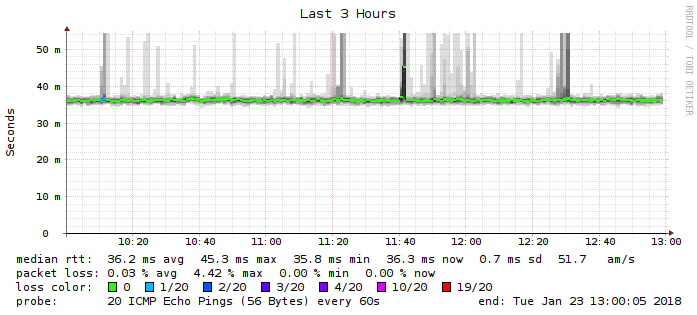 Last 3 Hours
RRDTOOL / TOBI OETIKER
Seconds
50 m
40 m
30 m
20 m
10 m
0
10:20 10:40 11:00 11:20 11:40 12:00 12:20 12:40 13:00
median rtt: 36.2 ms avg 45.3 ms max 35.8 ms min 36.3 ms now 0.7 ms sd 51.7 am/s
packet loss: 0.03 % avg 4.42 % max 0.00 % min 0.00 % now
loss color: 0 1/20 2/20 3/20 4/20 10/20 19/20
probe: 20 ICMP Echo Pings (56 Bytes) every 60s end: Tue Jan 23 13:00:05 2018